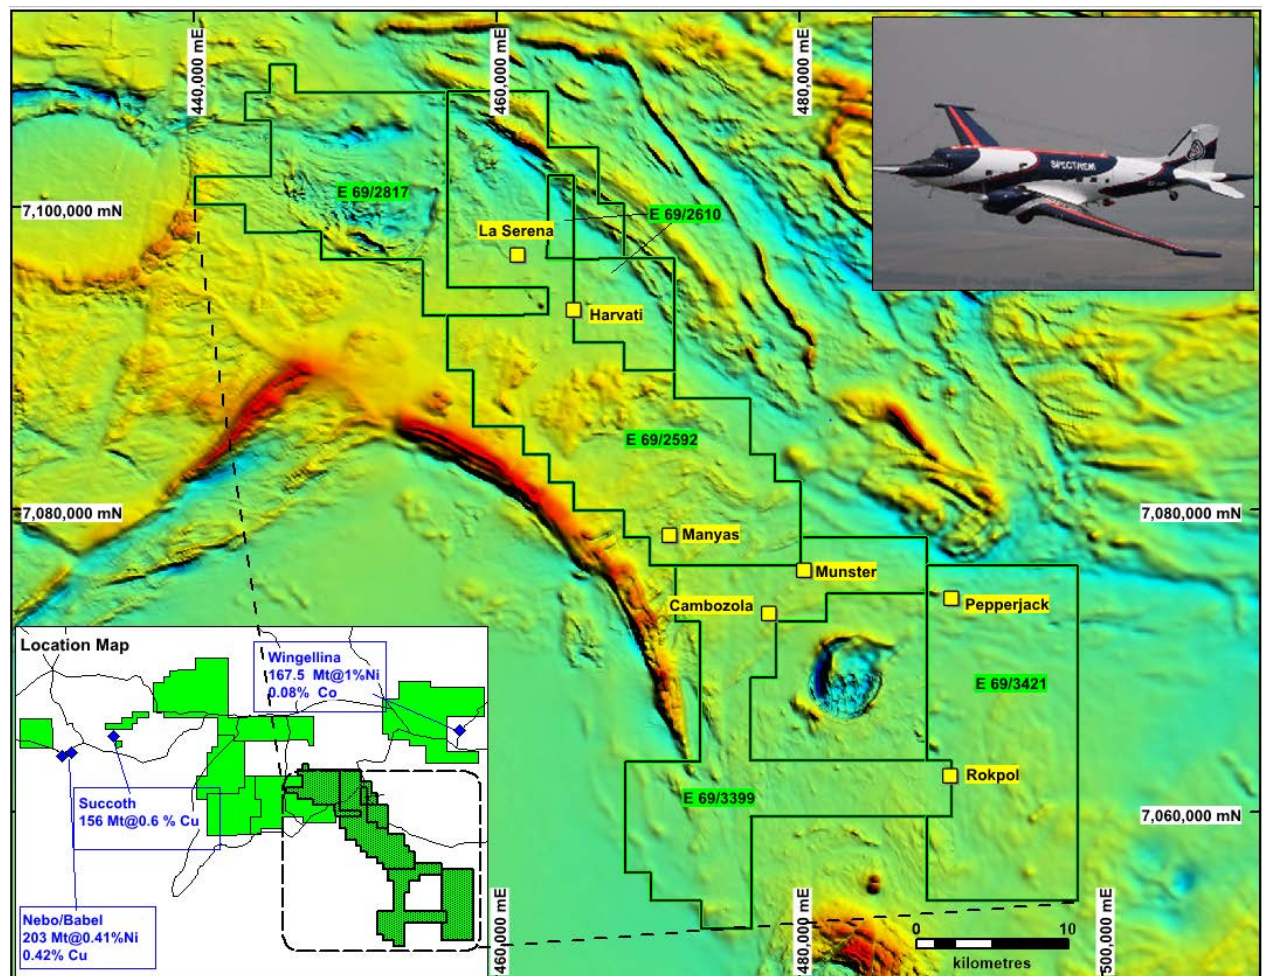 440,000 mE
460,000 mE
480,000 mE
SPECTREM
E 69/2817
7,100,000 mN
E 69/2610
La Serena
Harvati
E 69/2592
7,080,000 mN
7,080,000 mN
Manyas
Munster
Cambozola
Pepperjack
E 69/3421
Rokpol
E 69/3399
7,060,000 mN
Location Map
Wingellina
167.5 Mt@1%Ni
0.08% Co
Succoth
156 Mt@0.6 % Cu
Nebo/Babel
203 Mt@0.41%Ni
0.42% Cu
460,000 mE
480,000 mE
500,000 mE
0 10
kilometres